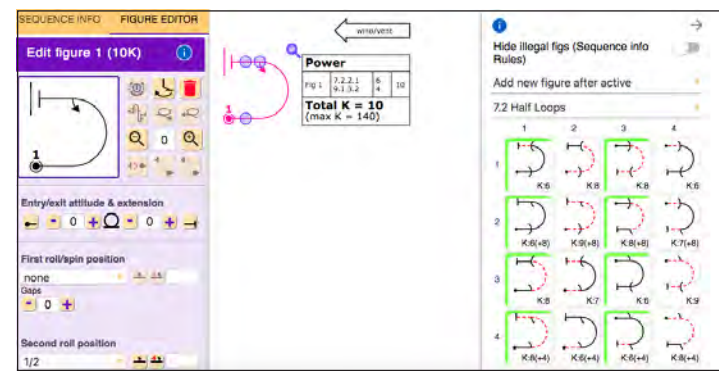 SEQUENCE INFO
FIGURE EDITOR
Edit figure 1 (10K)
1
0
Entry/exit attitude & extension
- 0 + - 0 +
First roll/spin position
none
Gaps
- 0 +
Second roll position
1/2
wind/vent
1
Power
Fig 1 7.2.2.1 6 10
9.1.3.2 4
Total K = 10
(max K = 140)
Hide illegal figs (Sequence info
Rules)
Add new figure after active
7.2 Half Loops
1 2 3 4
1
K:6 K:8 K:8 K:6
2
K:6(+8) K:9(+8) K:8(+8) K:7(+8)
3
K:8 K:7 K:6 K:9
4
K:8(+4) K:6(+4) K:6(+4) K:8(+4)